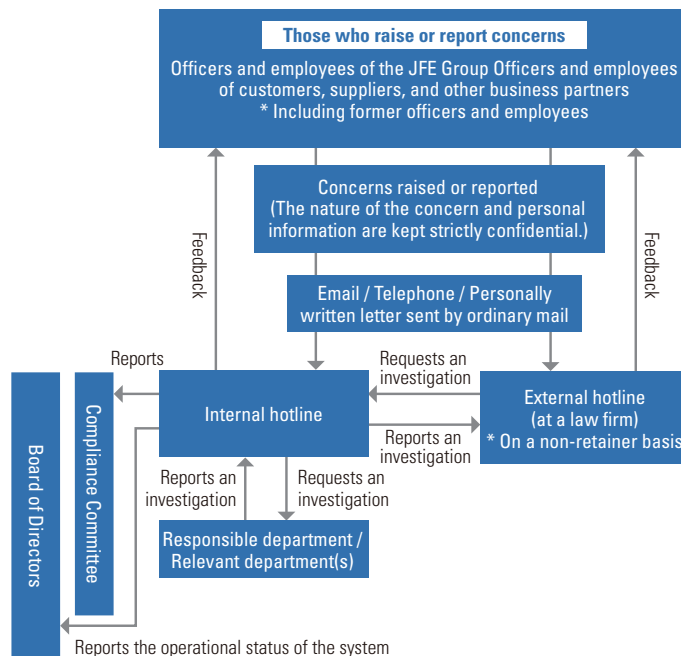 Those who raise or report concerns
Officers and employees of the JFE Group Officers and employees
of customers, suppliers, and other business partners
* Including former officers and employees
Concerns raised or reported
(The nature of the concern and personal
information are kept strictly confidential.)
Feedback
Feedback
Email / Telephone / Personally
written letter sent by ordinary mail
Reports
Requests an
investigation
Internal hotline
External hotline
(at a law firm)
* On a non-retainer basis
Reports an
investigation
Board of Directors
Compliance Committee
Reports an
investigation
Requests an
investigation
Responsible department /
Relevant department(s)
Reports the operational status of the system